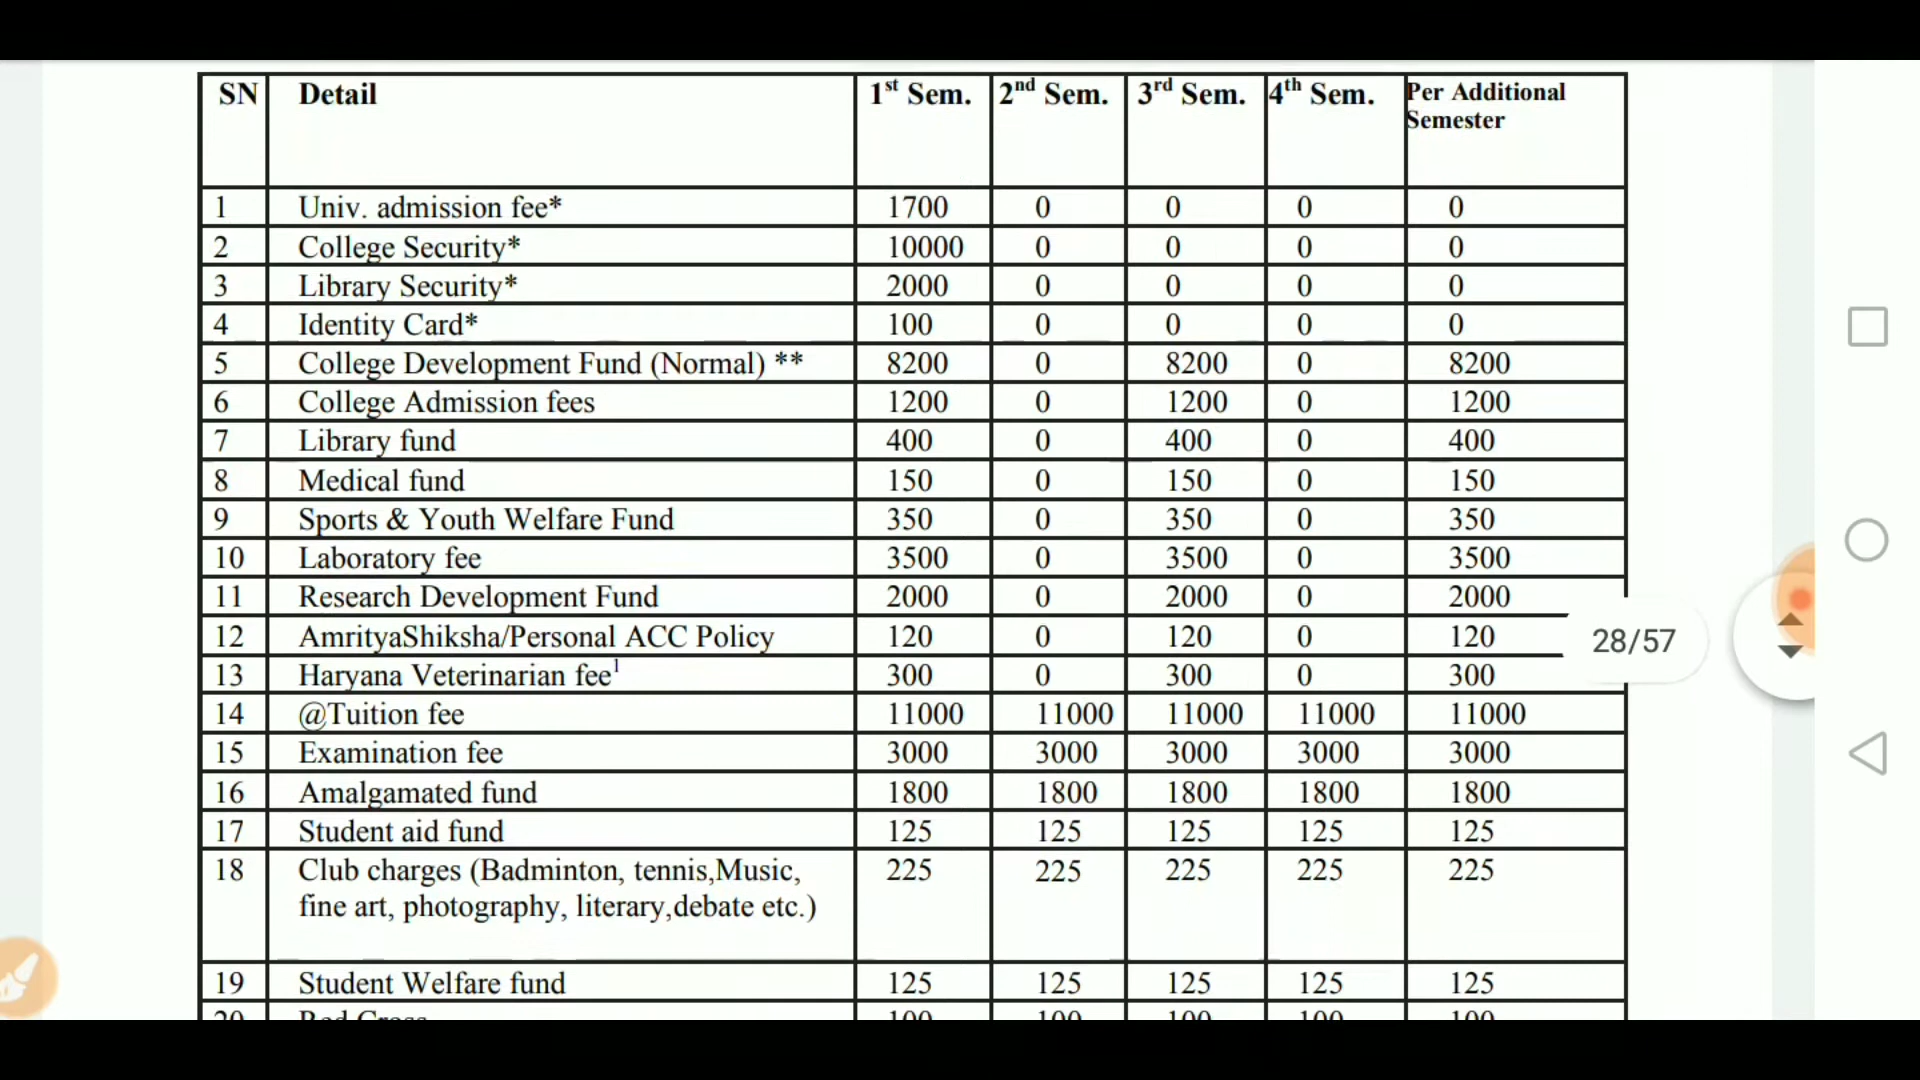 SN Detail 1st Sem. 2nd Sem. 3rd Sem. 4th Sem. Per Additional
Semester
1 Univ. admission fee* 1700 0 0 0 0
2 College Security* 10000 0 0 0 0
3 Library Security* 2000 0 0 0 0
4 Identity Card* 100 0 0 0 0
5 College Development Fund (Normal) ** 8200 0 8200 0 8200
6 College Admission fees 1200 0 1200 0 1200
7 Library fund 400 0 400 0 400
8 Medical fund 150 0 150 0 150
9 Sports & Youth Welfare Fund 350 0 350 0 350
10 Laboratory fee 3500 0 3500 0 3500
11 Research Development Fund 2000 0 2000 0 2000
12 AmrityaShiksha/Personal ACC Policy 120 0 120 0 120
28/57
13 Haryana Veterinarian fee1 300 0 300 0 300
14 @Tuition fee 11000 11000 11000 11000 11000
15 Examination fee 3000 3000 3000 3000 3000
16 Amalgamated fund 1800 1800 1800 1800 1800
17 Student aid fund 125 125 125 125 125
18 Club charges (Badminton, tennis,Music, 225 225 225 225 225
fine art, photography, literary,debate etc.)
19 Student Welfare fund 125 125 125 125 125
20 Red Cross 100 100 100 100 100